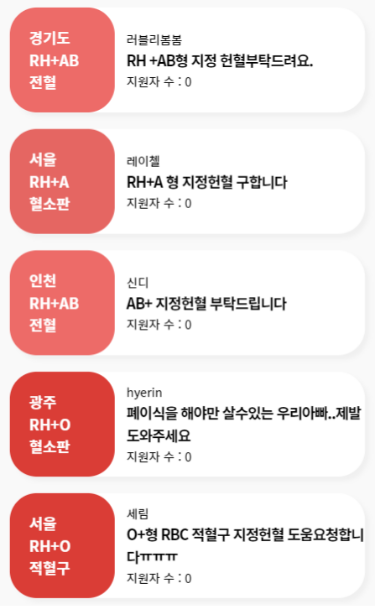 경기도
RH+AB
전혈
러블리봄봄
RH +AB형 지정 헌혈부탁드려요.
지원자 수 : 0
서울
RH+A
혈소판
레이첼
RH+A 형 지정헌혈 구합니다
지원자 수 : 0
인천
RH+AB
전혈
신디
AB+ 지정헌혈 부탁드립니다
지원자 수 : 0
광주
RH+O
혈소판
hyerin
폐이식을 해야만 살수있는 우리아빠..제발
도와주세요
지원자 수 : 0
서울
RH+O
적혈구
세림
O+형 RBC 적혈구 지정헌혈 도움요청합니
다ㅠㅠㅠ
지원자 수 : 0